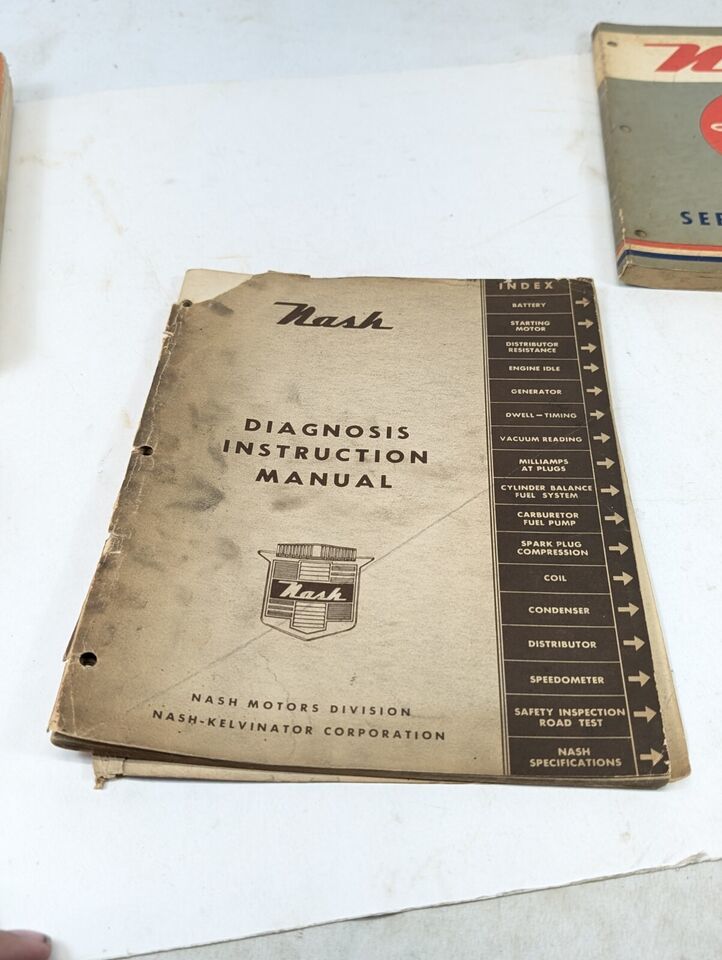 Nash
DIAGNOSIS
INSTRUCTION
MANUAL
Nash
NASH MOTORS DIVISION
NASH-KELVINATOR CORPORATION
INDEX
BATTERY
STARTING
MOTOR
DISTRIBUTOR
RESISTANCE
ENGINE IDLE
GENERATOR
DWELL — TIMING
VACUUM READING
MILLIAMPS
AT PLUGS
CYLINDER BALANCE
FUEL SYSTEM
CARBURETOR
FUEL PUMP
SPARK PLUG
COMPRESSION
COIL
CONDENSER
DISTRIBUTOR
SPEEDOMETER
SAFETY INSPECTION
ROAD TEST
NASH
SPECIFICATIONS